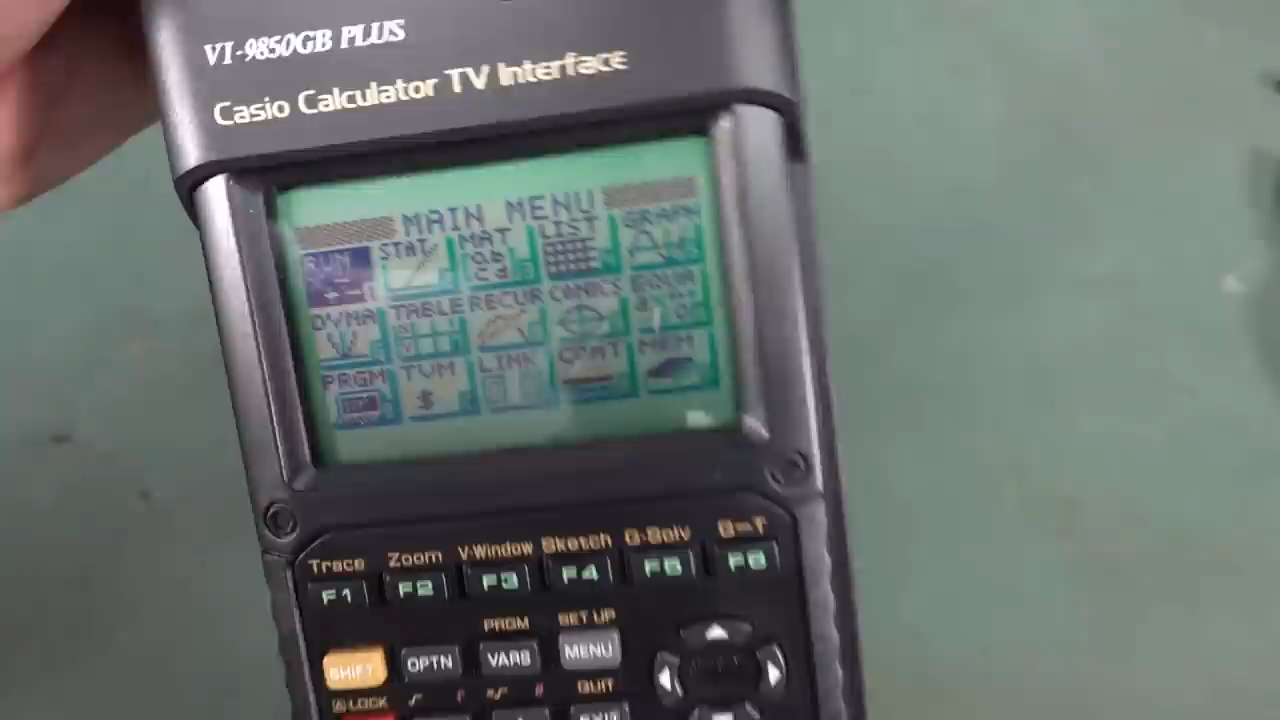 VI-9850GB PLUS
Casio Calculator TV Interface
MAIN MENU
RUN STAT MAT LIST GRAPH
DYNA TABLE RECUR CONICS EQUA
PRGM TVM LINK CONT MEM
Trace Zoom V-Window Sketch G-Solv G↔T
F1 F2 F3 F4 F5 F6
PRGM SET UP
SHIFT OPTN VARS MENU
A-LOCK QUIT
EXIT